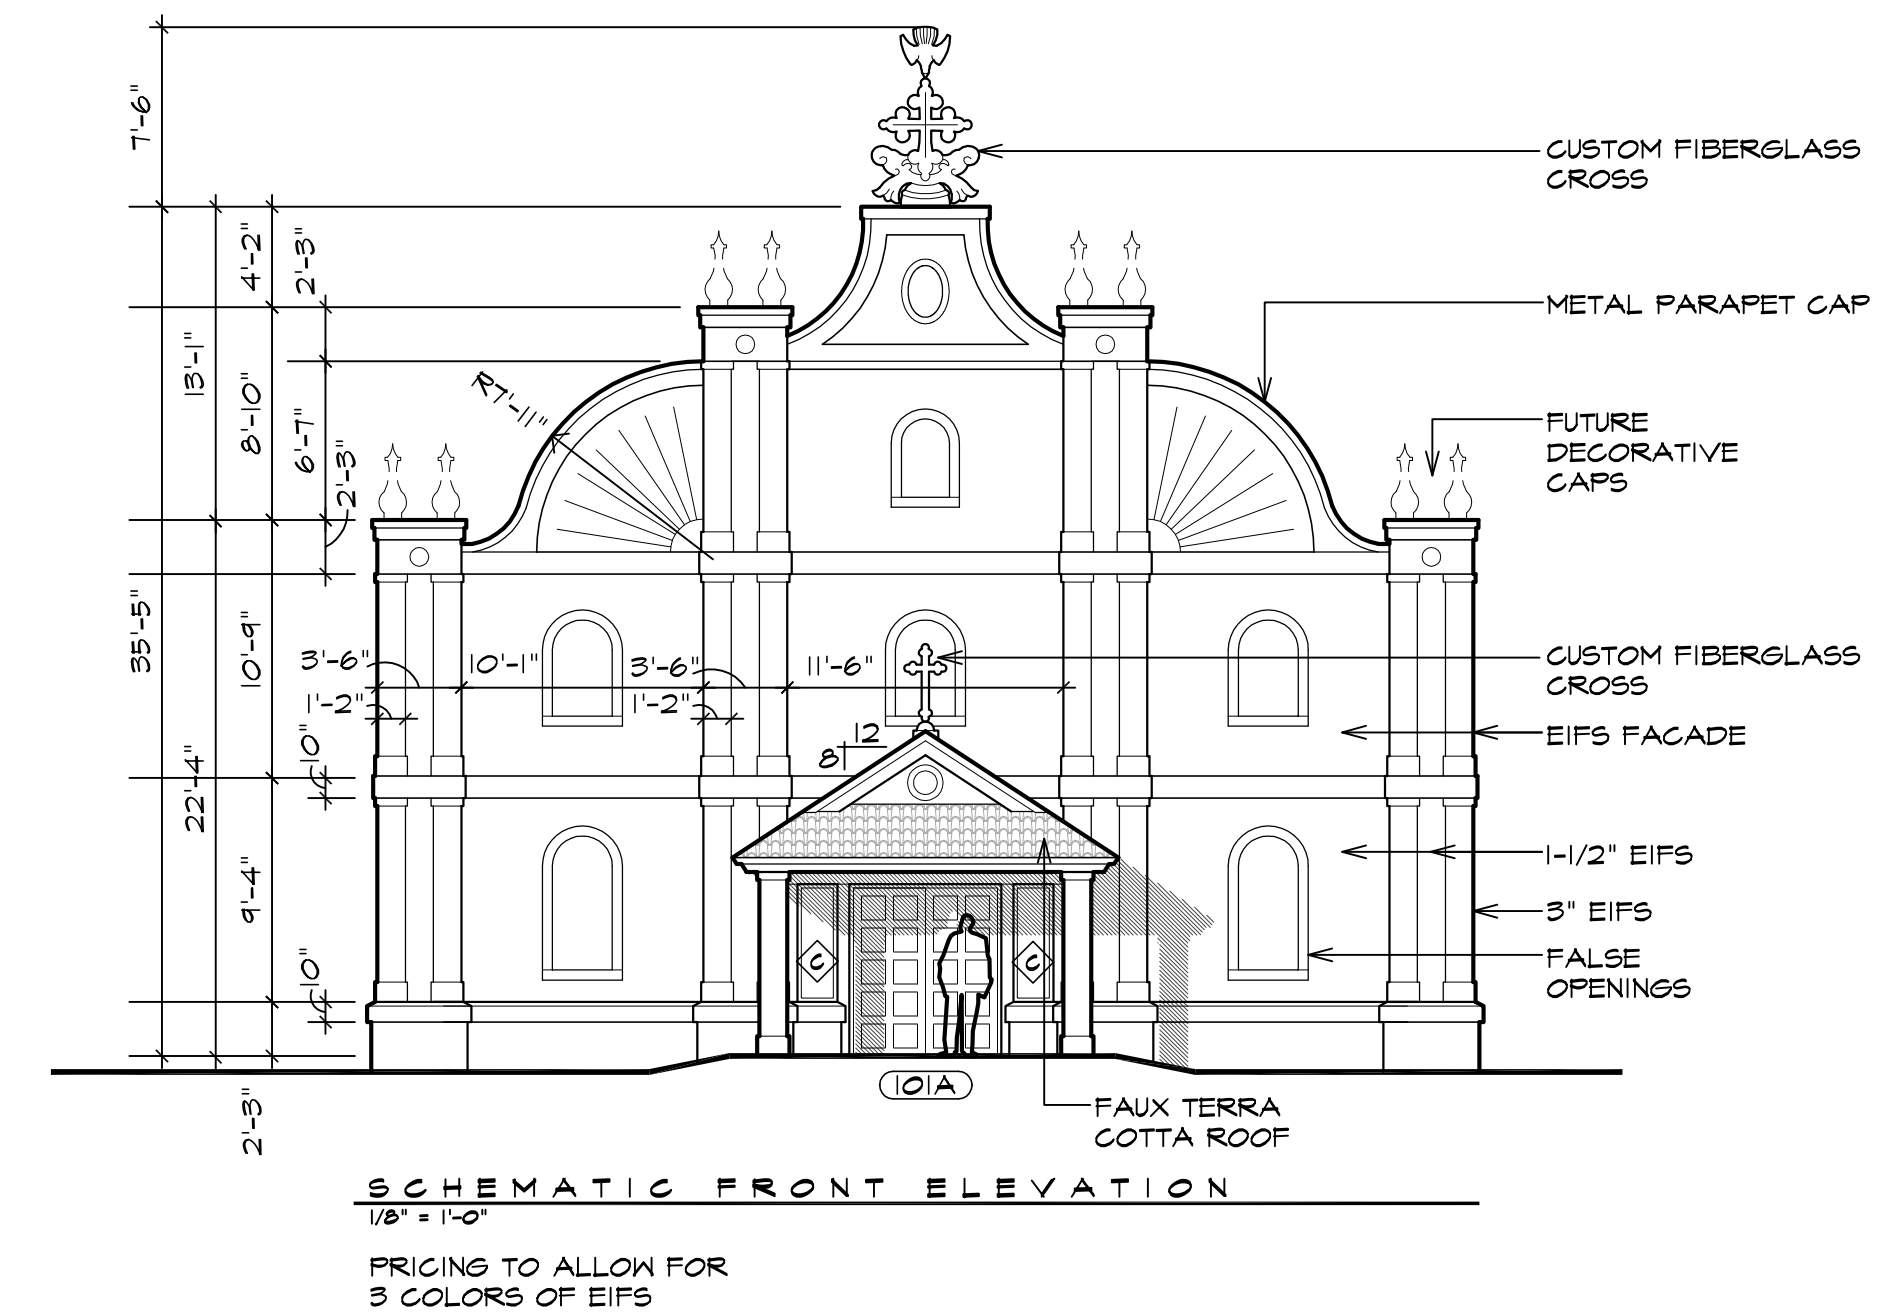 7'-6"
CUSTOM FIBERGLASS
CROSS
4'-2"
2'-3"
METAL PARAPET CAP
13'-1"
8'-10"
6'-7"
2'-3"
R7'-11"
FUTURE
DECORATIVE
CAPS
35'-5"
10'-9"
3'-6"
10'-1"
3'-6"
11'-6"
CUSTOM FIBERGLASS
CROSS
1'-2"
1'-2"
22'-4"
10"
12
8
EIFS FACADE
9'-4"
1-1/2" EIFS
3" EIFS
10"
C
C
FALSE
OPENINGS
101A
2'-3"
FAUX TERRA
COTTA ROOF
SCHEMATIC FRONT ELEVATION
1/8" = 1'-0"
PRICING TO ALLOW FOR
3 COLORS OF EIFS